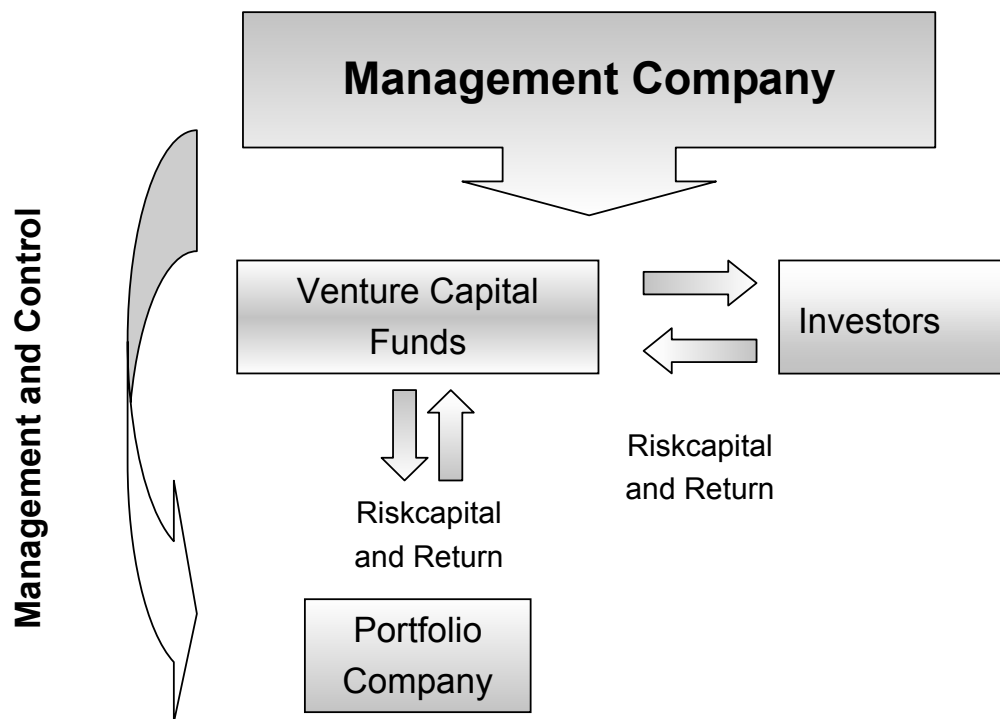 Management Company
Management and Control
Venture Capital
Funds
Investors
Riskcapital
and Return
Riskcapital
and Return
Portfolio
Company